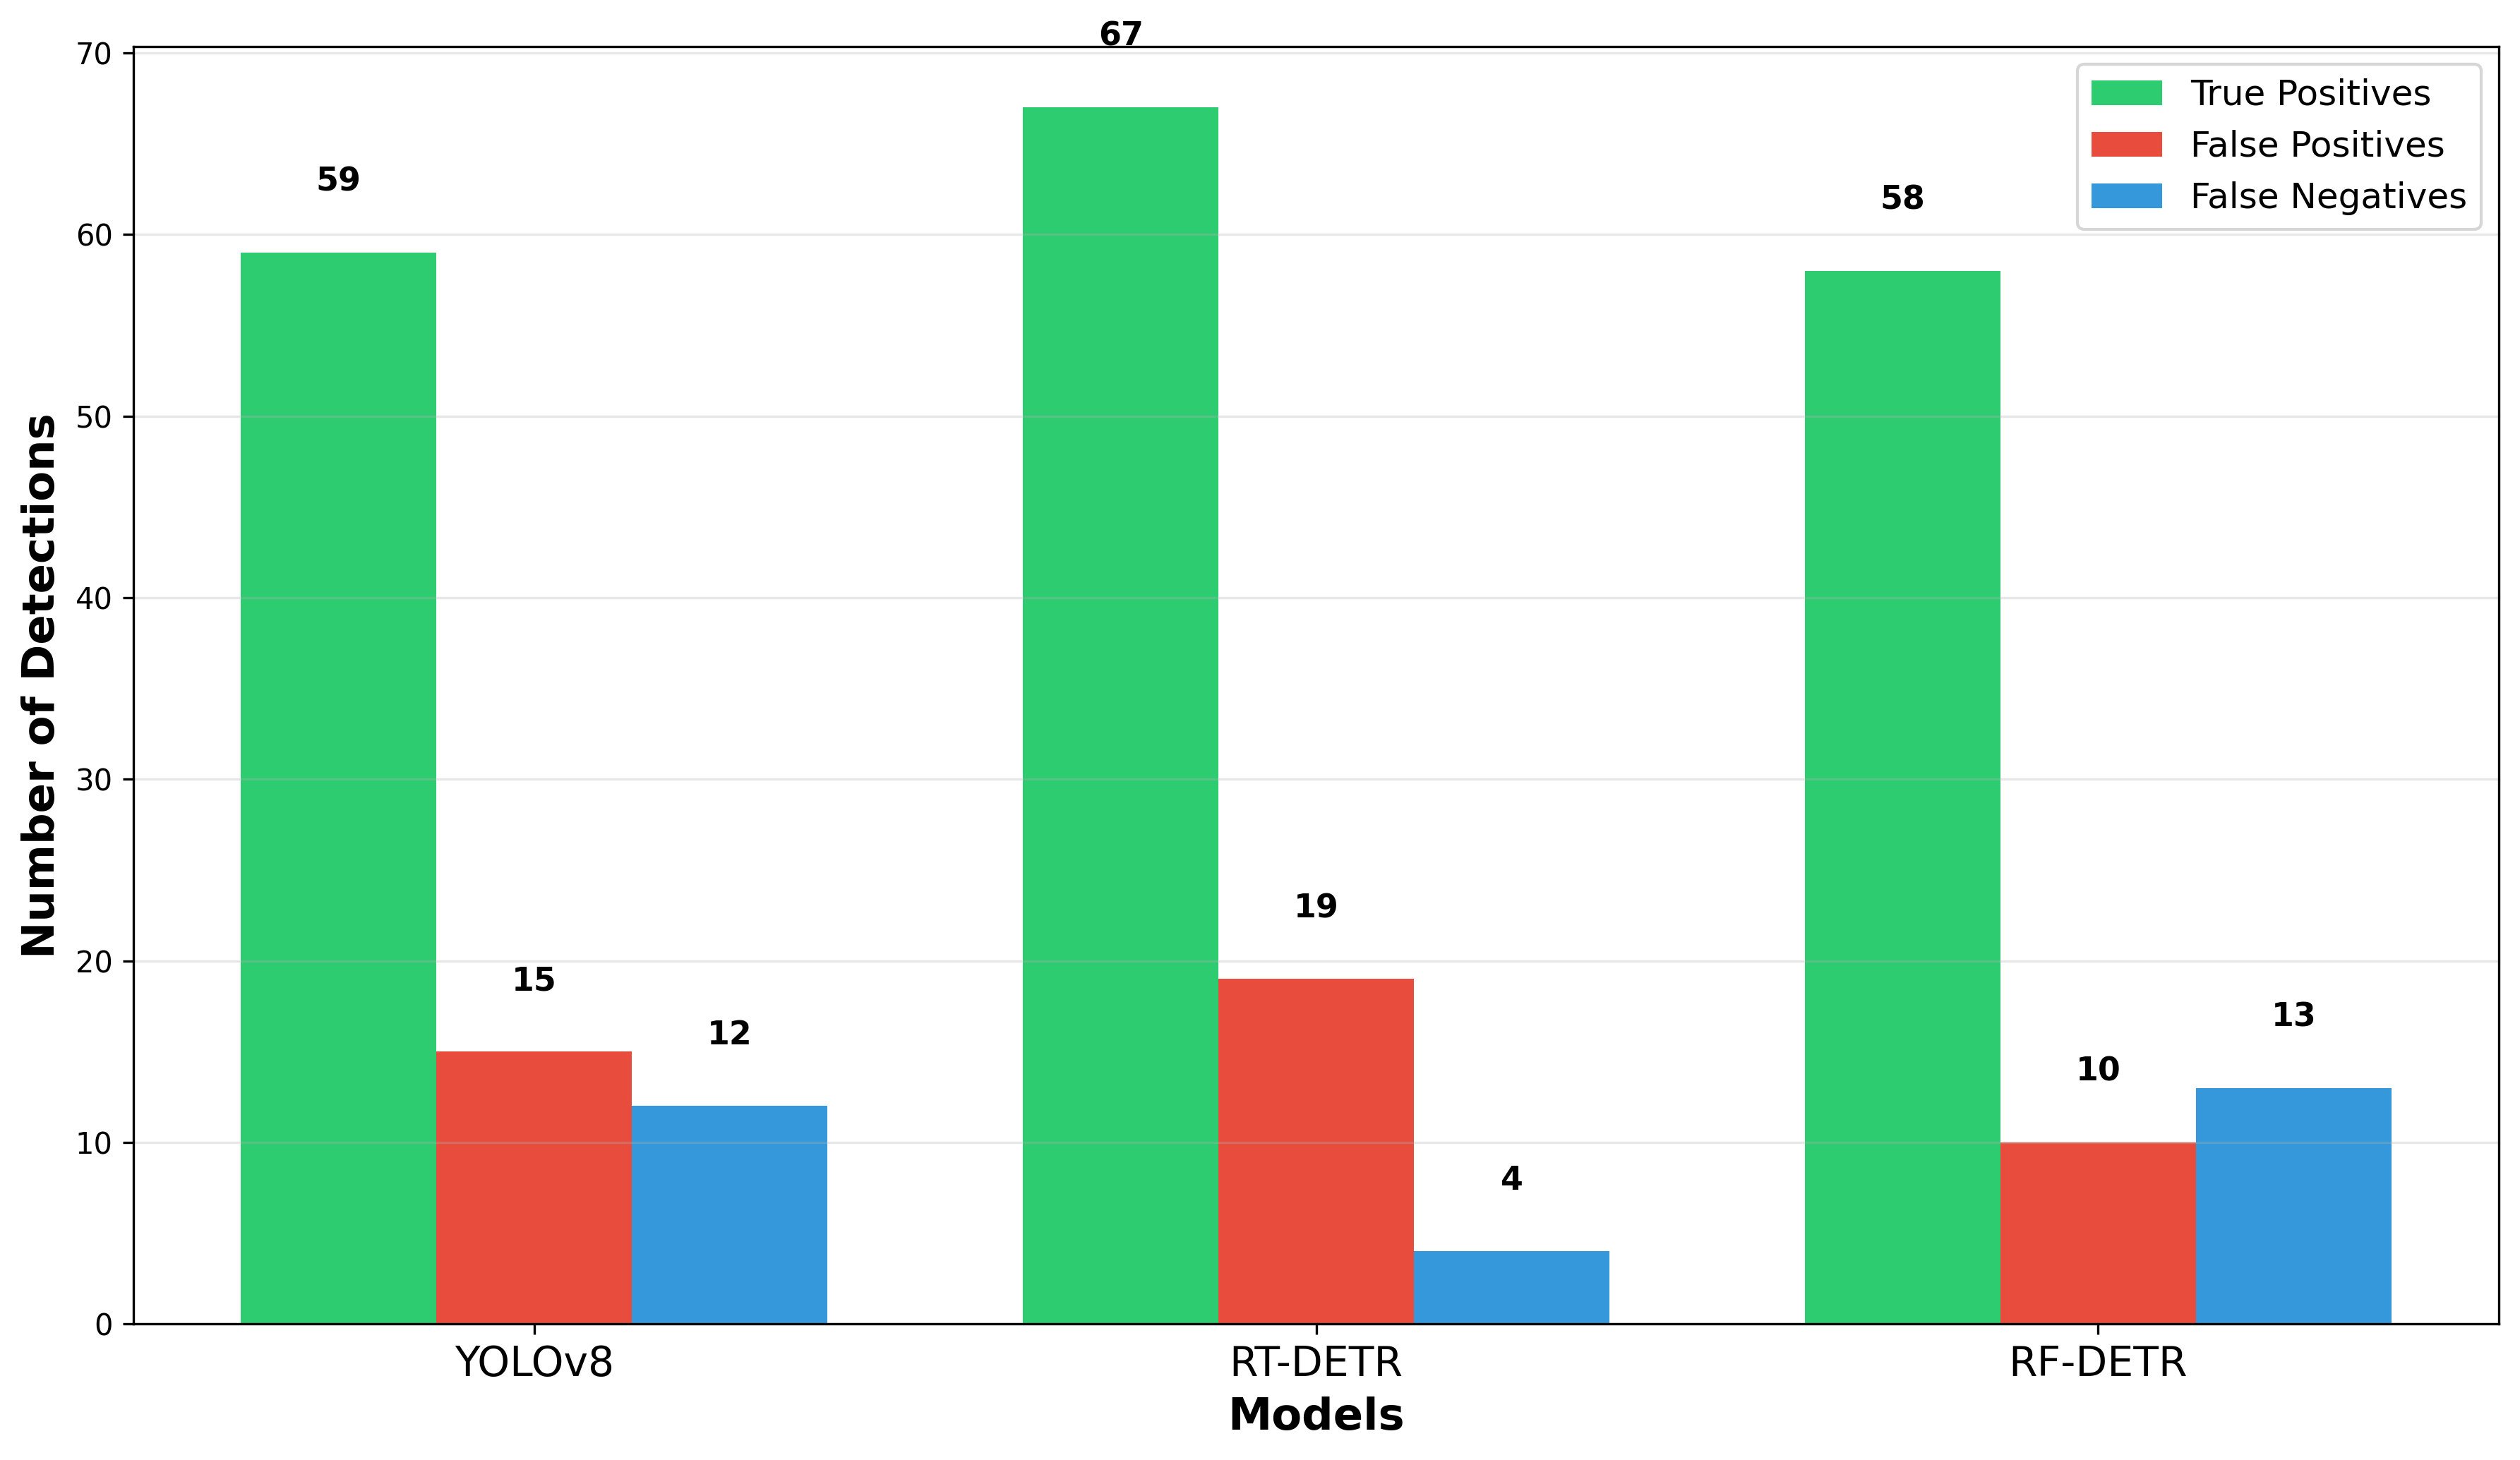 67
70
True Positives
False Positives
False Negatives
59
58
60
50
40
30
19
20
15
13
12
10
10
4
0
Number of Detections
YOLOv8
RT-DETR
RF-DETR
Models